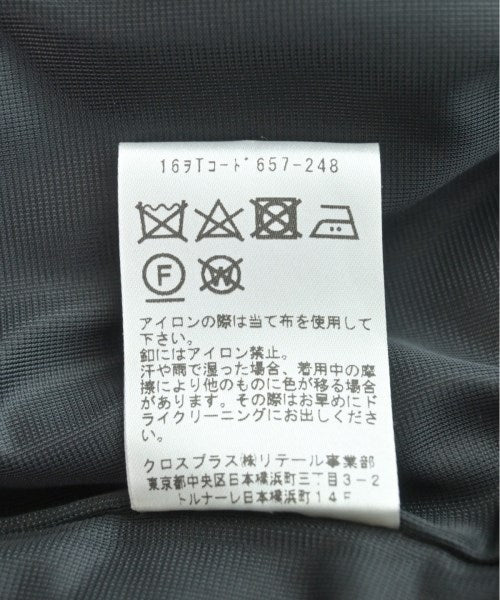 16ｦTｺｰﾄﾞ657-248
F W
アイロンの際は当て布を使用して
下さい。
釦にはアイロン禁止。
汗や雨で湿った場合、着用中の摩
擦により他のものに色が移る場合
があります。その際はお早めにド
ライクリーニングにお出しくださ
い。
クロスプラス㈱リテール事業部
東京都中央区日本橋浜町三丁目3-2
トルナーレ日本橋浜町14F